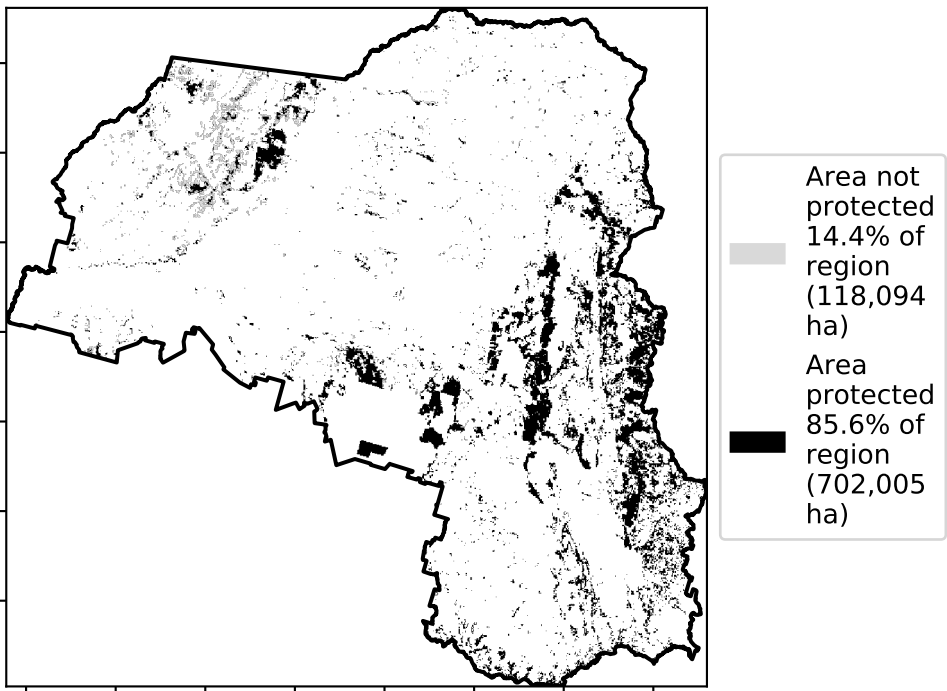 Area not
protected
14.4% of
region
(118,094
ha)
Area
protected
85.6% of
region
(702,005
ha)